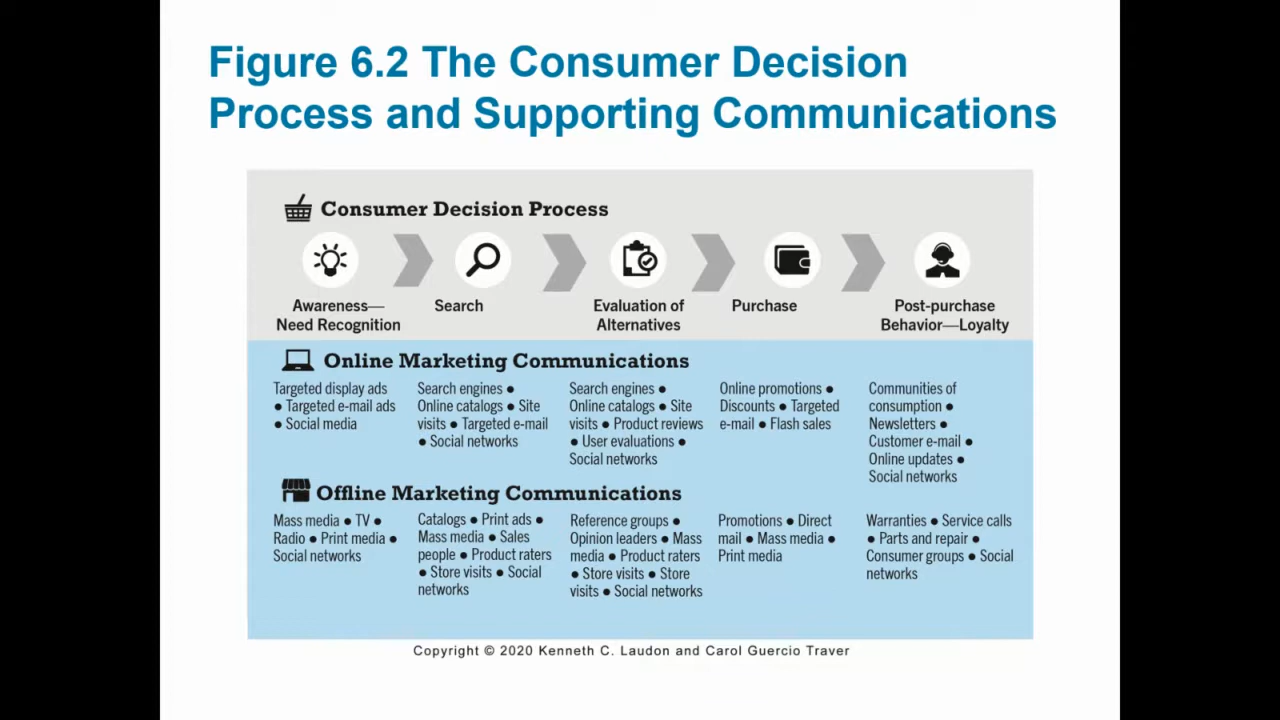 Figure 6.2 The Consumer Decision
Process and Supporting Communications
Consumer Decision Process
Awareness—
Need Recognition
Search
Evaluation of
Alternatives
Purchase
Post-purchase
Behavior—Loyalty
Online Marketing Communications
Targeted display ads
● Targeted e-mail ads
● Social media
Search engines ●
Online catalogs ● Site
visits ● Targeted e-mail
● Social networks
Search engines ●
Online catalogs ● Site
visits ● Product reviews
● User evaluations ●
Social networks
Online promotions ●
Discounts ● Targeted
e-mail ● Flash sales
Communities of
consumption ●
Newsletters ●
Customer e-mail ●
Online updates ●
Social networks
Offline Marketing Communications
Mass media ● TV ●
Radio ● Print media ●
Social networks
Catalogs ● Print ads ●
Mass media ● Sales
people ● Product raters
● Store visits ● Social
networks
Reference groups ●
Opinion leaders ● Mass
media ● Product raters
● Store visits ● Store
visits ● Social networks
Promotions ● Direct
mail ● Mass media ●
Print media
Warranties ● Service calls
● Parts and repair ●
Consumer groups ● Social
networks
Copyright © 2020 Kenneth C. Laudon and Carol Guercio Traver